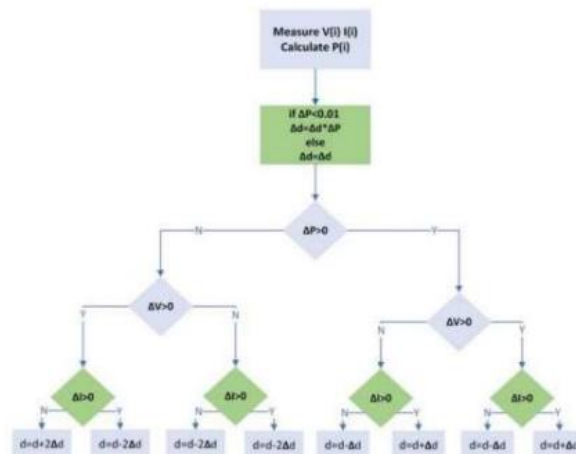 Measure V(i) I(i)
Calculate P(i)
if ΔP<0.01
Δd=Δd*ΔP
else
Δd=Δd
ΔP>0
N
Y
ΔV>0
ΔV>0
Y
N
N
Y
ΔI>0
ΔI>0
ΔI>0
ΔI>0
N
Y
N
Y
N
Y
N
Y
d=d+2Δd
d=d-2Δd
d=d-2Δd
d=d-2Δd
d=d-Δd
d=d+Δd
d=d-Δd
d=d+Δd